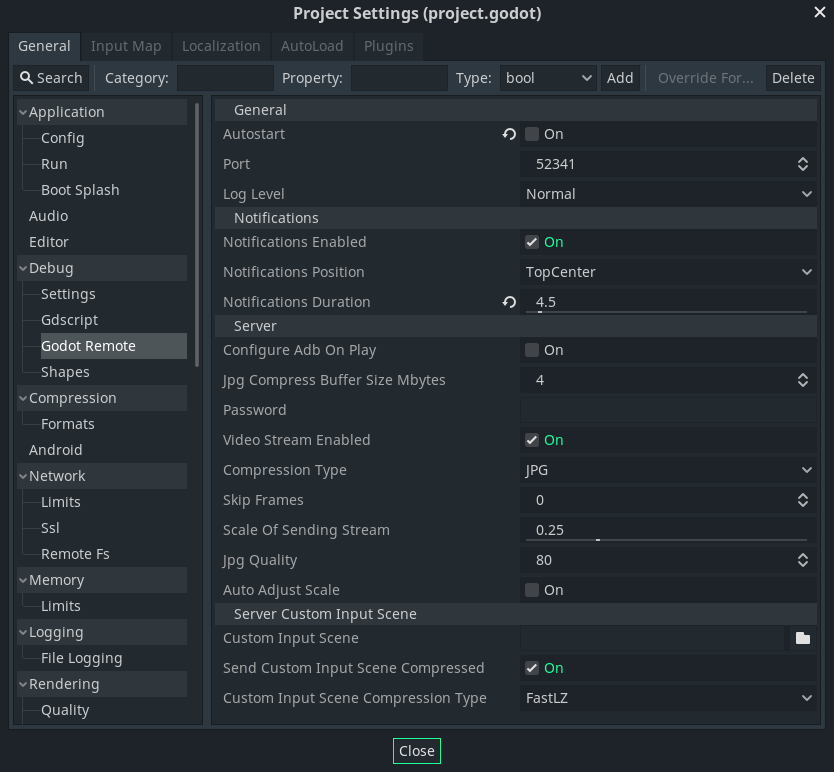 Project Settings (project.godot)
General Input Map Localization AutoLoad Plugins
Search Category: Property: Type: bool Add Override For... Delete
Application
Config
Run
Boot Splash
Audio
Editor
Debug
Settings
Gdscript
Godot Remote
Shapes
Compression
Formats
Android
Network
Limits
Ssl
Remote Fs
Memory
Limits
Logging
File Logging
Rendering
Quality
General
Autostart On
Port 52341
Log Level Normal
Notifications
Notifications Enabled On
Notifications Position TopCenter
Notifications Duration 4.5
Server
Configure Adb On Play On
Jpg Compress Buffer Size Mbytes 4
Password
Video Stream Enabled On
Compression Type JPG
Skip Frames 0
Scale Of Sending Stream 0.25
Jpg Quality 80
Auto Adjust Scale On
Server Custom Input Scene
Custom Input Scene
Send Custom Input Scene Compressed On
Custom Input Scene Compression Type FastLZ
Close